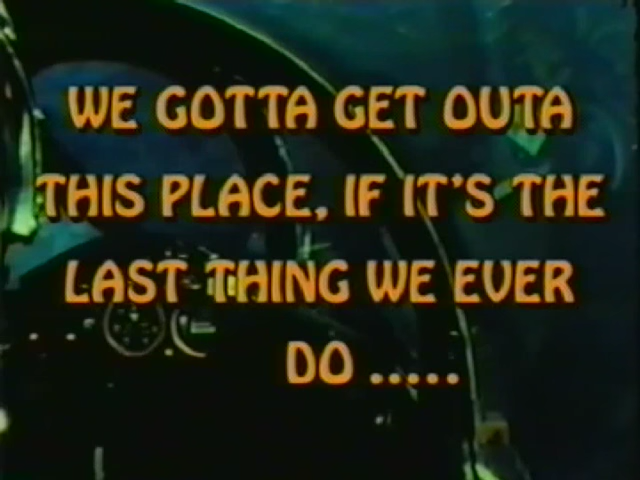 WE GOTTA GET OUTA
THIS PLACE, IF IT'S THE
LAST THING WE EVER
DO .....